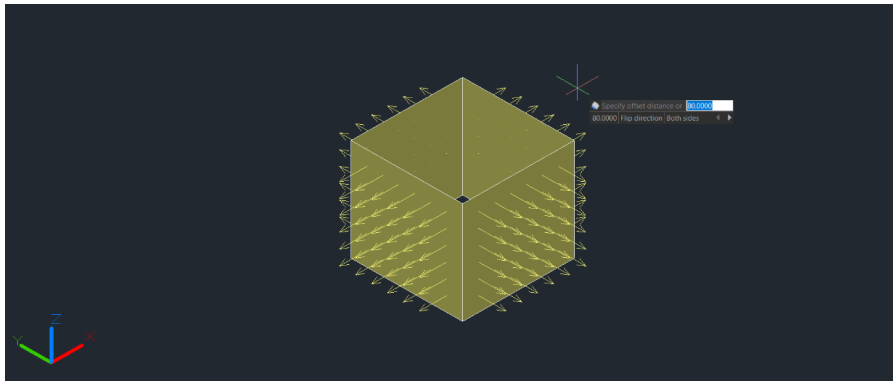 Specify offset distance or 80.0000
80.0000 Flip direction Both sides
Z
Y X